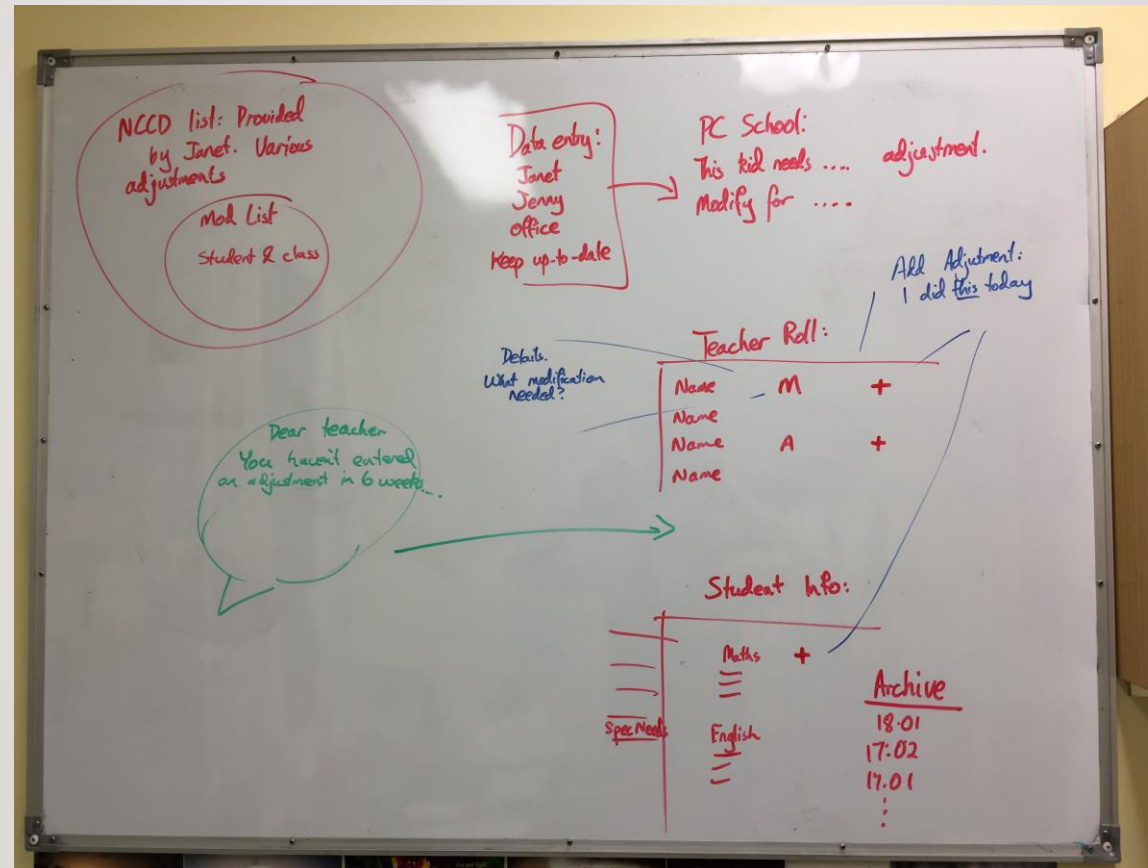 NCCD list: Provided
by Janet. Various
adjustments
Mod List
Student & class
Data entry:
Janet
Jenny
office
Keep up-to-date
PC School:
This kid needs .... adjustment.
Modify for ....
Add Adjutment:
I did this today
Details.
What modification
needed?
Teacher Roll:
Name M +
Name
Name A +
Name
Dear teacher
You haven't entered
an adjustment in 6 weeks...
Student Info:
Maths +
Spec Needs
English
Archive
18.01
17.02
17.01